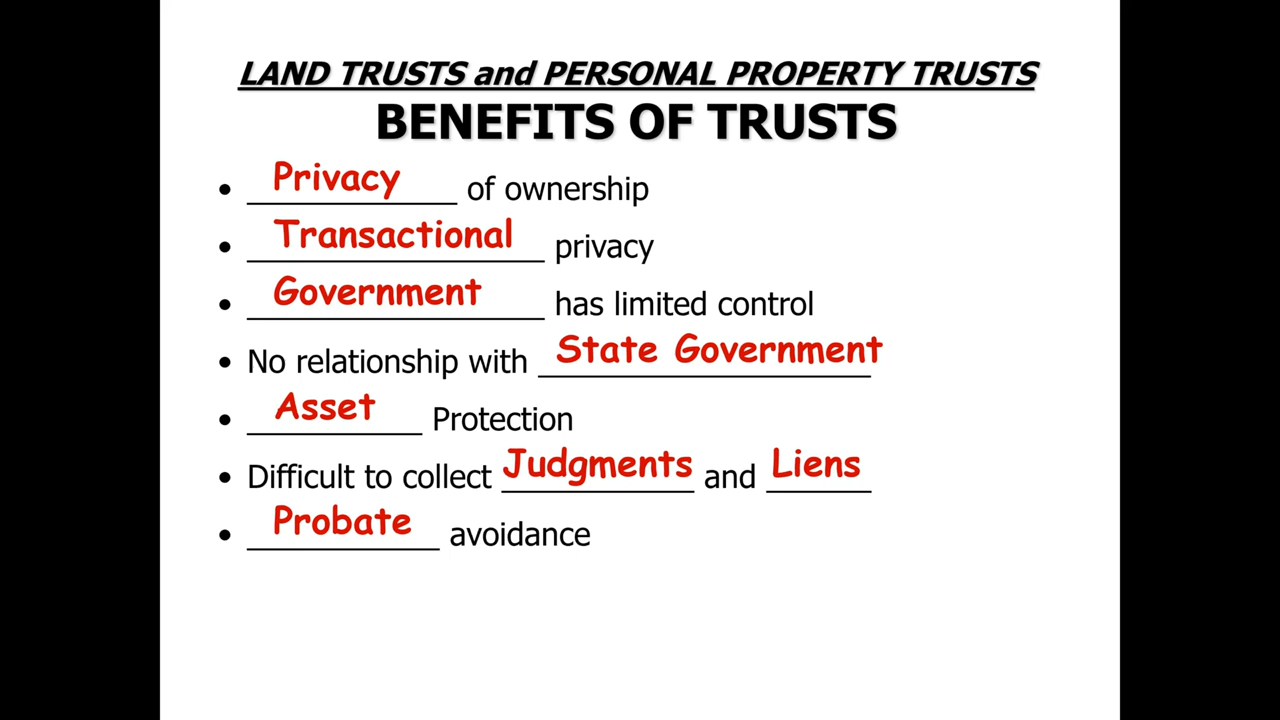 LAND TRUSTS and PERSONAL PROPERTY TRUSTS
BENEFITS OF TRUSTS
• Privacy of ownership
• Transactional privacy
• Government has limited control
• No relationship with State Government
• Asset Protection
• Difficult to collect Judgments and Liens
• Probate avoidance